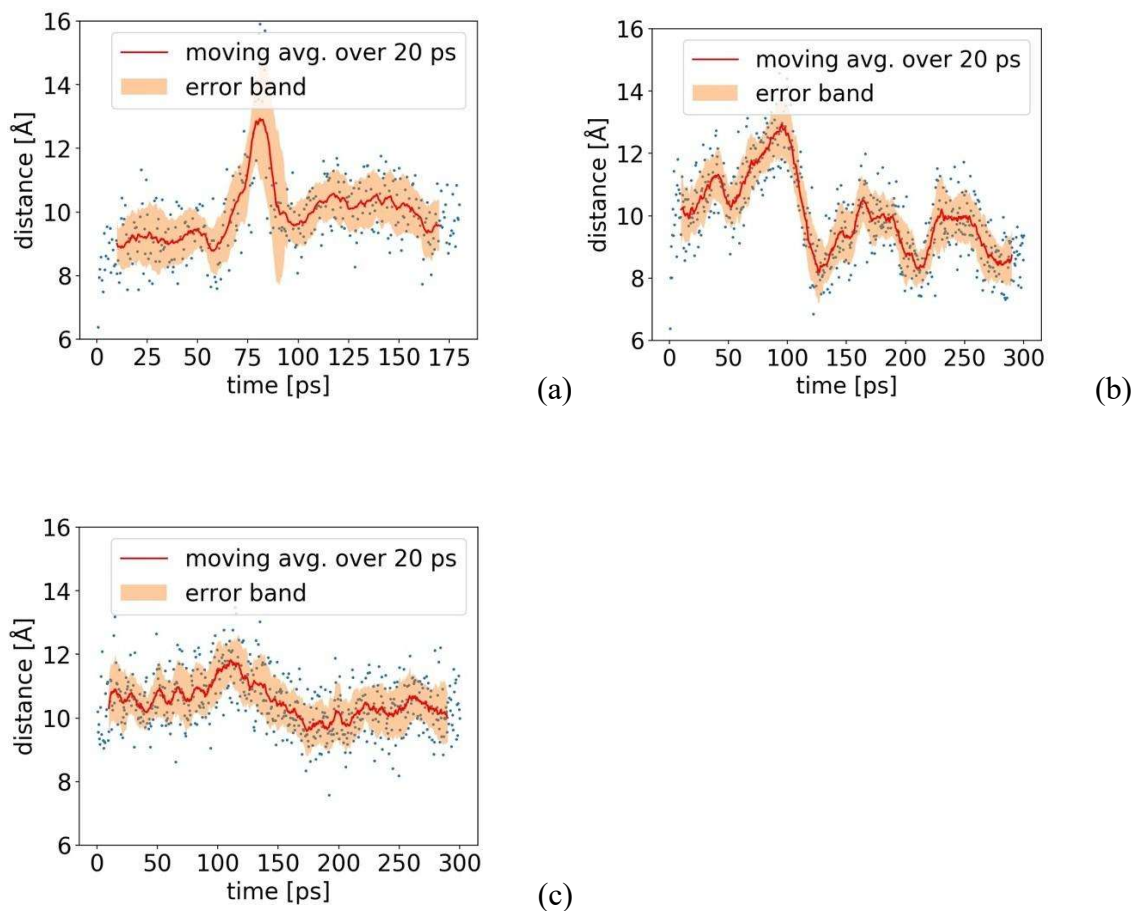 16
14
12
10
8
6
distance [Å]
moving avg. over 20 ps
error band
0 25 50 75 100 125 150 175
time [ps]
(a)
16
14
12
10
8
6
distance [Å]
moving avg. over 20 ps
error band
0 50 100 150 200 250 300
time [ps]
(b)
16
14
12
10
8
6
distance [Å]
moving avg. over 20 ps
error band
0 50 100 150 200 250 300
time [ps]
(c)